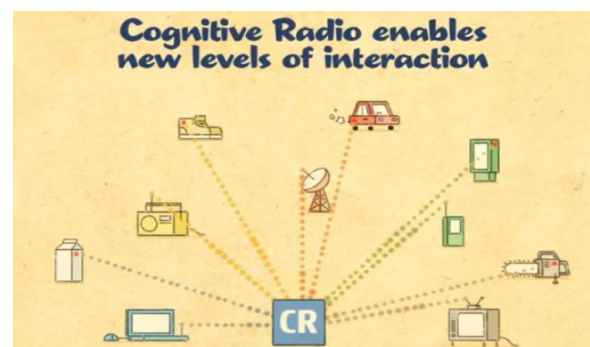 Cognitive Radio enables
new levels of interaction
CR